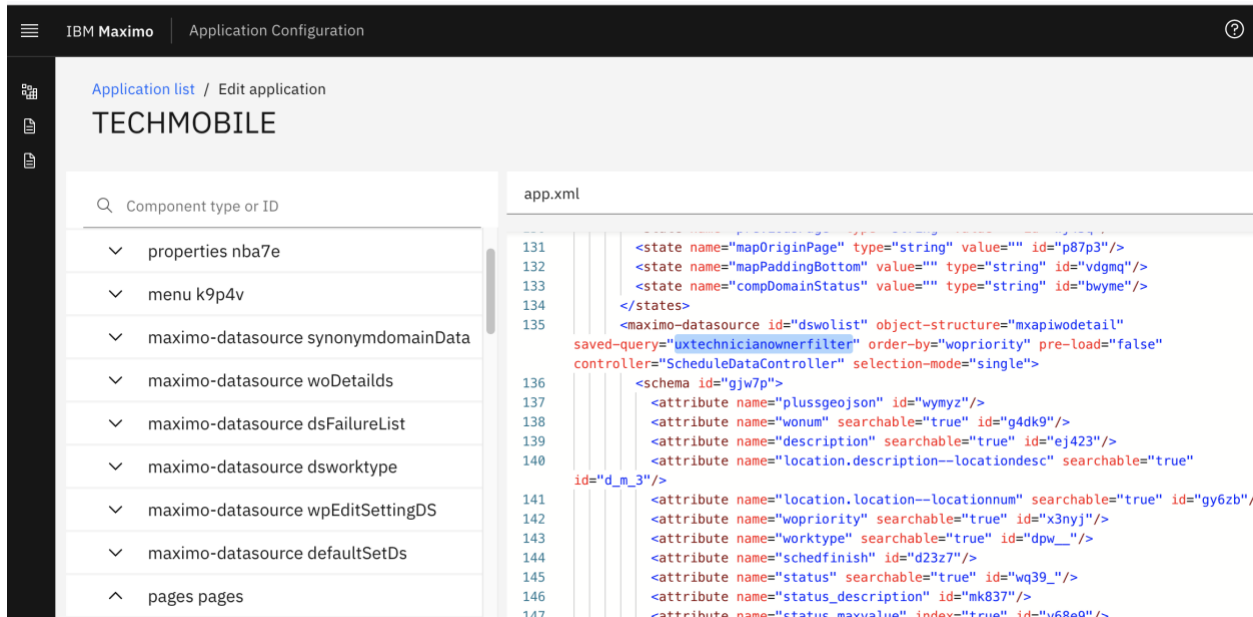 IBM Maximo Application Configuration
Application list / Edit application
TECHMOBILE
Component type or ID
properties nba7e
menu k9p4v
maximo-datasource synonymdomainData
maximo-datasource woDetailds
maximo-datasource dsFailureList
maximo-datasource dsworktype
maximo-datasource wpEditSettingDS
maximo-datasource defaultSetDs
pages pages
app.xml
131 <state name="mapOriginPage" type="string" value="" id="p87p3"/>
132 <state name="mapPaddingBottom" value="" type="string" id="vdgmq"/>
133 <state name="compDomainStatus" value="" type="string" id="bwyme"/>
134 </states>
135 <maximo-datasource id="dswolist" object-structure="mxapiwodetail"
saved-query="uxtechnicianownerfilter" order-by="wopriority" pre-load="false"
controller="ScheduleDataController" selection-mode="single">
136 <schema id="gjw7p">
137 <attribute name="plussgeojson" id="wymyz"/>
138 <attribute name="wonum" searchable="true" id="g4dk9"/>
139 <attribute name="description" searchable="true" id="ej423"/>
140 <attribute name="location.description--locationdesc" searchable="true"
id="d_m_3"/>
141 <attribute name="location.location--locationnum" searchable="true" id="gy6zb"/
142 <attribute name="wopriority" searchable="true" id="x3nyj"/>
143 <attribute name="worktype" searchable="true" id="dpw__"/>
144 <attribute name="schedfinish" id="d23z7"/>
145 <attribute name="status" searchable="true" id="wq39_"/>
146 <attribute name="status_description" id="mk837"/>
147 <attribute name="status_maxvalue" index="true" id="v68e9"/>